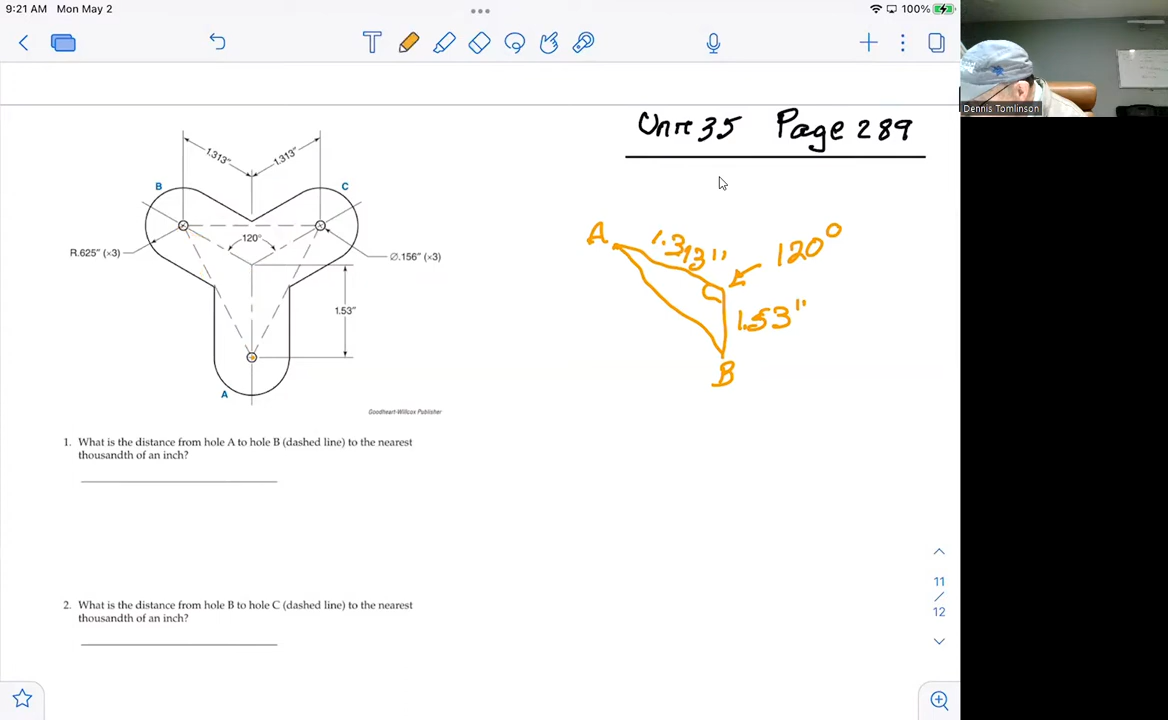 9:21 AM Mon May 2
100%
Dennis Tomlinson
Unit 35 Page 289
1.313"
1.313"
B
C
120°
R.625" (×3)
Ø.156" (×3)
1.53"
A
Goodheart-Willcox Publisher
A
1.313"
120°
1.53"
B
1. What is the distance from hole A to hole B (dashed line) to the nearest
thousandth of an inch?
2. What is the distance from hole B to hole C (dashed line) to the nearest
thousandth of an inch?
11
/
12